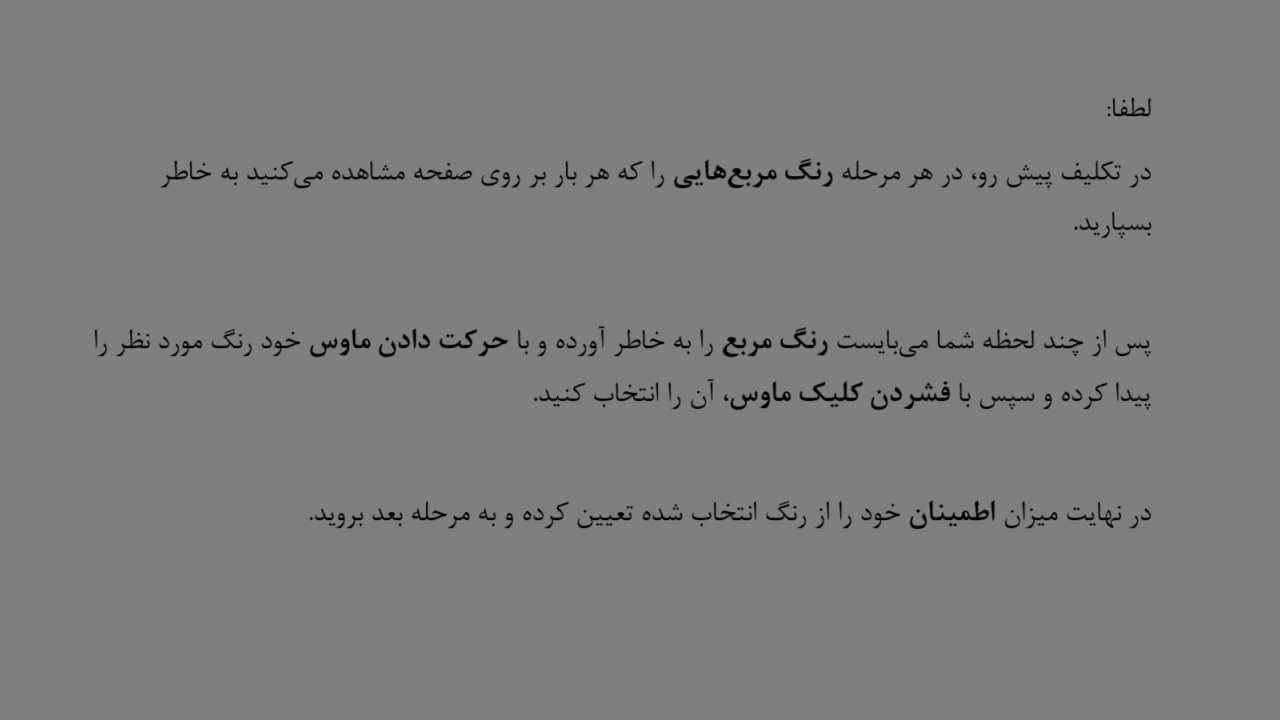 لطفا:
در تکلیف پیش رو، در هر مرحله رنگ مربع‌هایی را که هر بار بر روی صفحه مشاهده می‌کنید به خاطر
بسپارید.
پس از چند لحظه شما می‌بایست رنگ مربع را به خاطر آورده و با حرکت دادن ماوس خود رنگ مورد نظر را
پیدا کرده و سپس با فشردن کلیک ماوس، آن را انتخاب کنید.
در نهایت میزان اطمینان خود را از رنگ انتخاب شده تعیین کرده و به مرحله بعد بروید.